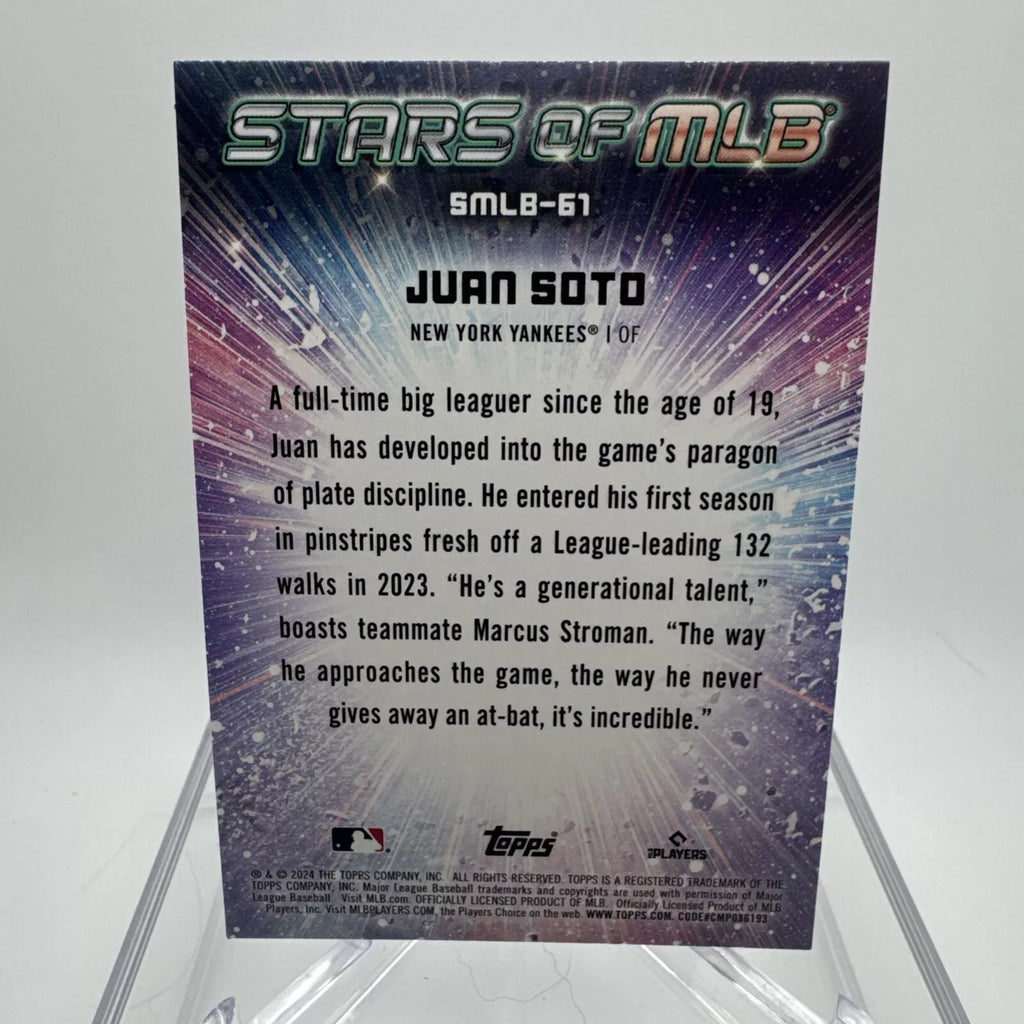 STARS OF MLB®
SMLB-61
JUAN SOTO
NEW YORK YANKEES® | OF
A full-time big leaguer since the age of 19,
Juan has developed into the game's paragon
of plate discipline. He entered his first season
in pinstripes fresh off a League-leading 132
walks in 2023. “He's a generational talent,”
boasts teammate Marcus Stroman. “The way
he approaches the game, the way he never
gives away an at-bat, it's incredible.”
topps
MLB PLAYERS
® & © 2024 THE TOPPS COMPANY, INC. ALL RIGHTS RESERVED. TOPPS IS A REGISTERED TRADEMARK OF THE
TOPPS COMPANY, INC. Major League Baseball trademarks and copyrights are used with permission of Major
League Baseball. Visit MLB.com. OFFICIALLY LICENSED PRODUCT OF MLB. Officially Licensed Product of MLB
Players, Inc. Visit MLBPLAYERS.COM, the Players Choice on the web. WWW.TOPPS.COM. CODE#CMP086193